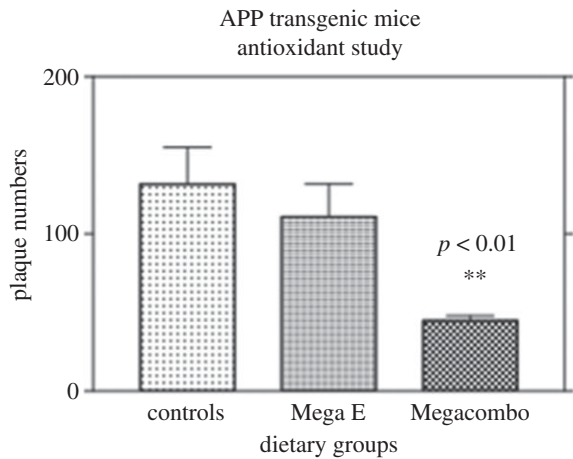 APP transgenic mice
antioxidant study
200
100
0
plaque numbers
p < 0.01
**
controls
Mega E
Megacombo
dietary groups